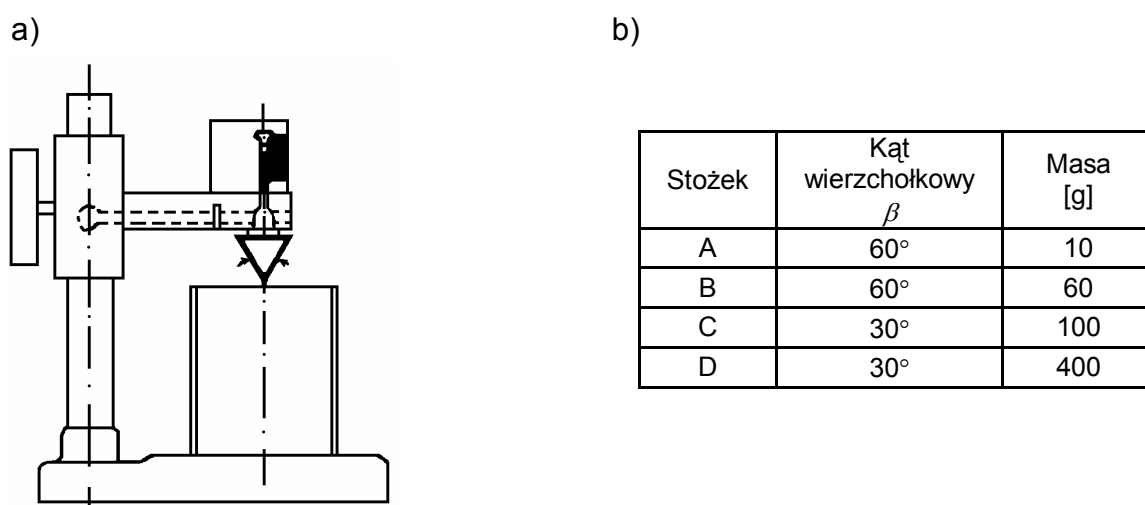 a)
b)
Stożek
Kąt
wierzchołkowy
β
Masa
[g]
A 60° 10
B 60° 60
C 30° 100
D 30° 400